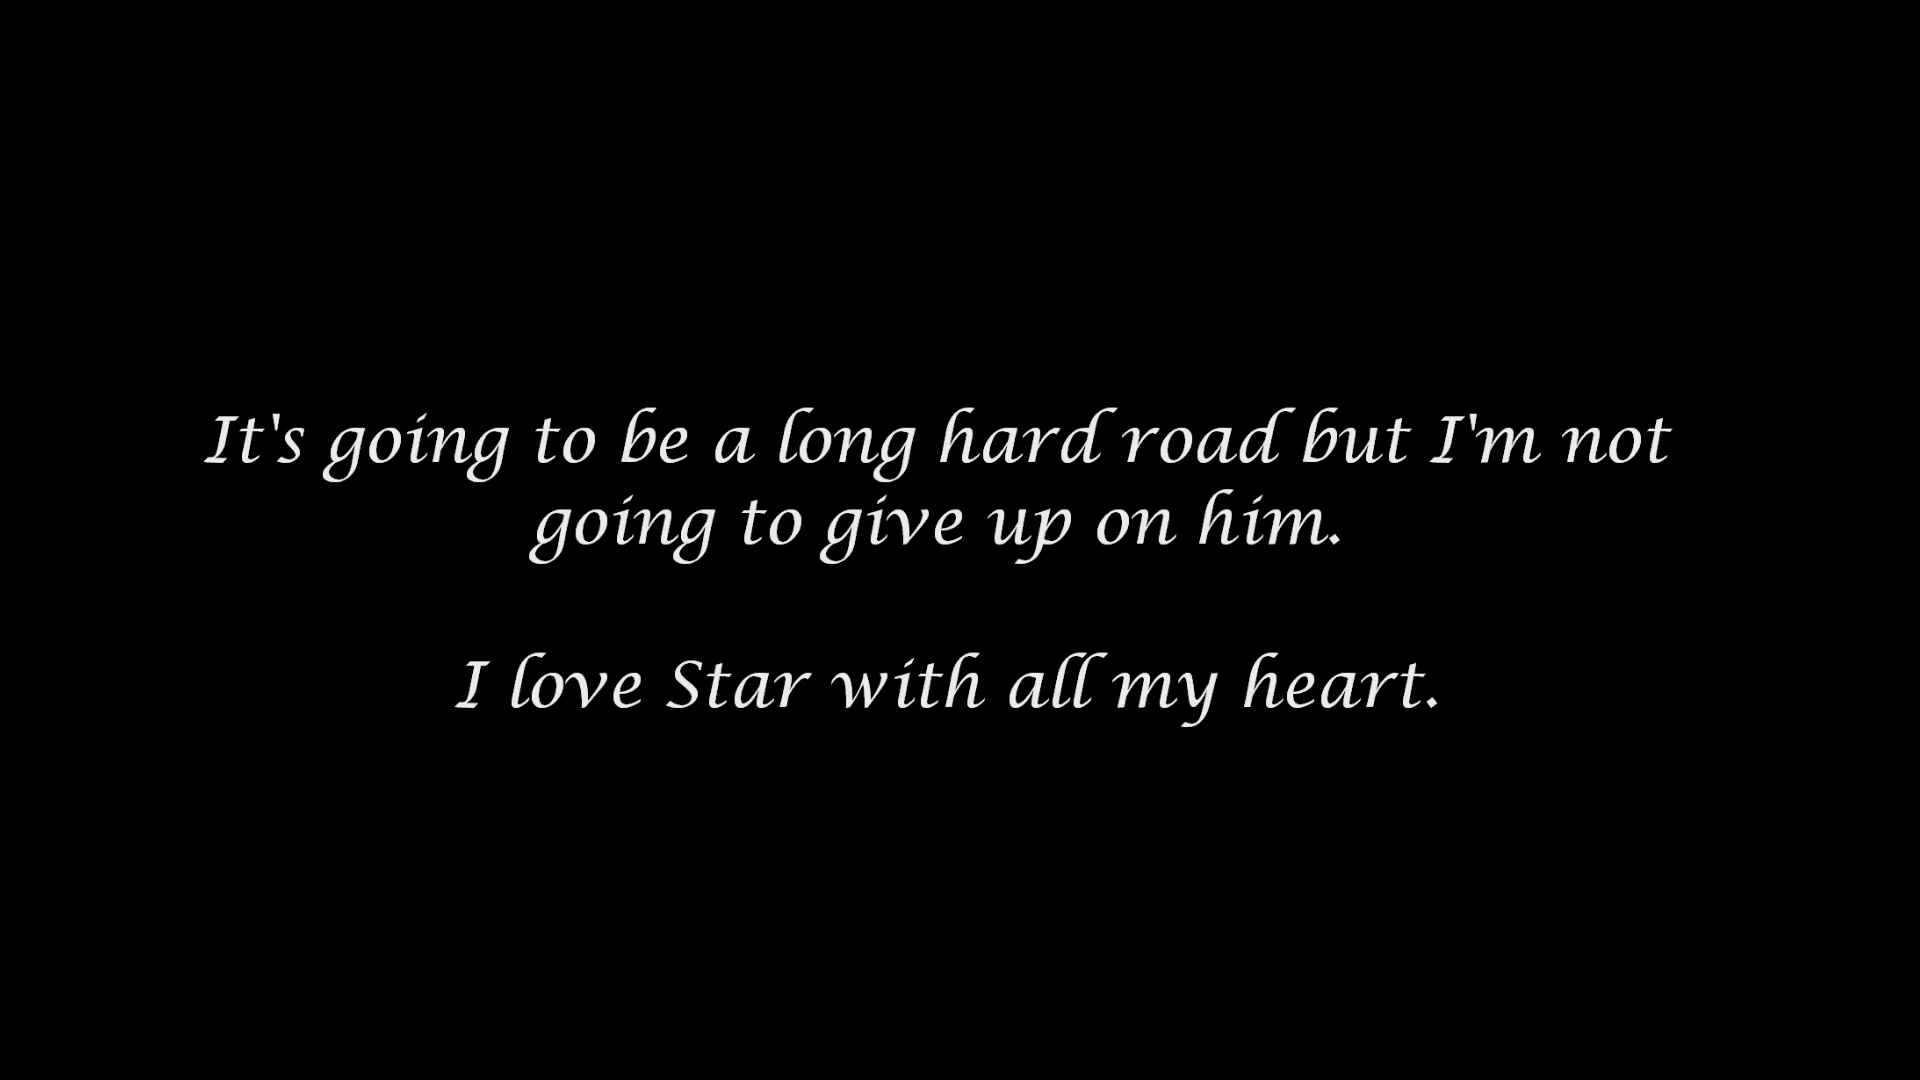 It's going to be a long hard road but I'm not
going to give up on him.
I love Star with all my heart.